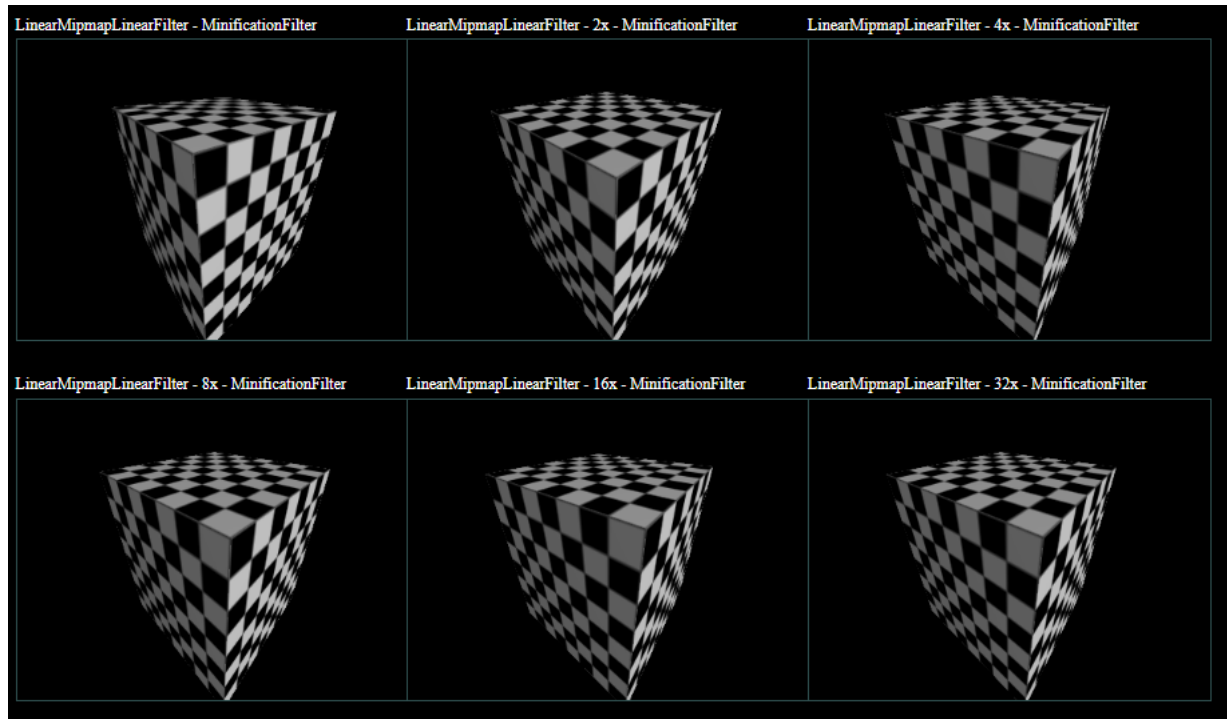 LinearMipmapLinearFilter - MinificationFilter
LinearMipmapLinearFilter - 2x - MinificationFilter
LinearMipmapLinearFilter - 4x - MinificationFilter
LinearMipmapLinearFilter - 8x - MinificationFilter
LinearMipmapLinearFilter - 16x - MinificationFilter
LinearMipmapLinearFilter - 32x - MinificationFilter